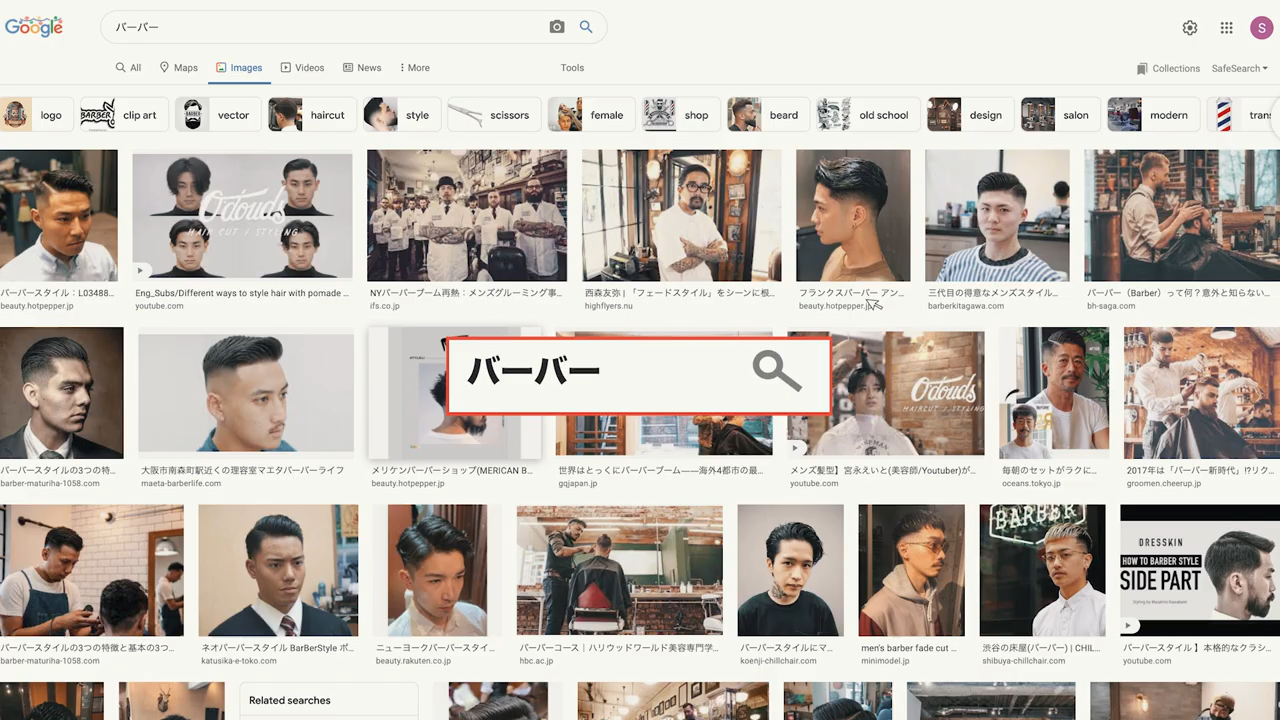 Google
バーバー
S
All
Maps
Images
Videos
News
More
Tools
Collections
SafeSearch
logo
BARBER
clip art
vector
haircut
style
scissors
female
shop
beard
old school
design
salon
modern
trans
Odouds
HAIR CUT / STYLING
バーバースタイル：L03488...
beauty.hotpepper.jp
Eng_Subs/Different ways to style hair with pomade ...
youtube.com
NYバーバーブーム再熱：メンズグルーミング事...
ifs.co.jp
西森友弥 | 「フェードスタイル」をシーンに根...
highflyers.nu
フランクスバーバー アン...
beauty.hotpepper.j
三代目の得意なメンズスタイル...
barberkitagawa.com
バーバー（Barber）って何？意外と知らない...
bh-saga.com
バーバー
Odouds
HAIRCUT / STYLING
バーバースタイルの3つの特...
barber-maturiha-1058.com
大阪市南森町駅近くの理容室マエタバーバーライフ
maeta-barberlife.com
メリケンバーバーショップ(MERICAN B...
beauty.hotpepper.jp
世界はとっくにバーバーブーム――海外4都市の最...
gqjapan.jp
メンズ髪型】宮永えいと(美容師/Youtuber)が...
youtube.com
毎朝のセットがラクに...
oceans.tokyo.jp
2017年は「バーバー新時代」!?リク...
groomen.cheerup.jp
BARBER
DRESSKIN
HOW TO BARBER STYLE
SIDE PART
バーバースタイルの3つの特徴と基本の3つ...
barber-maturiha-1058.com
ネオバーバースタイル BarBerStyle ポ...
katusika-e-toko.com
ニューヨークバーバースタイ...
beauty.rakuten.co.jp
バーバーコース｜ハリウッドワールド美容専門学...
hbc.ac.jp
バーバースタイルにマ...
koenji-chillchair.com
men's barber fade cut ...
minimodel.jp
渋谷の床屋(バーバー) | CHIL...
shibuya-chillchair.com
バーバースタイル 】本格的なクラシ...
youtube.com
Related searches